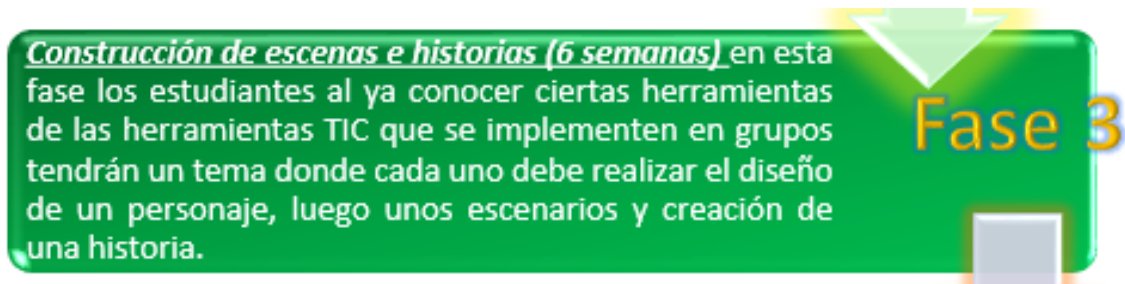 Construcción de escenas e historias (6 semanas) en esta
fase los estudiantes al ya conocer ciertas herramientas
de las herramientas TIC que se implementen en grupos
tendrán un tema donde cada uno debe realizar el diseño
de un personaje, luego unos escenarios y creación de
una historia.
Fase 3